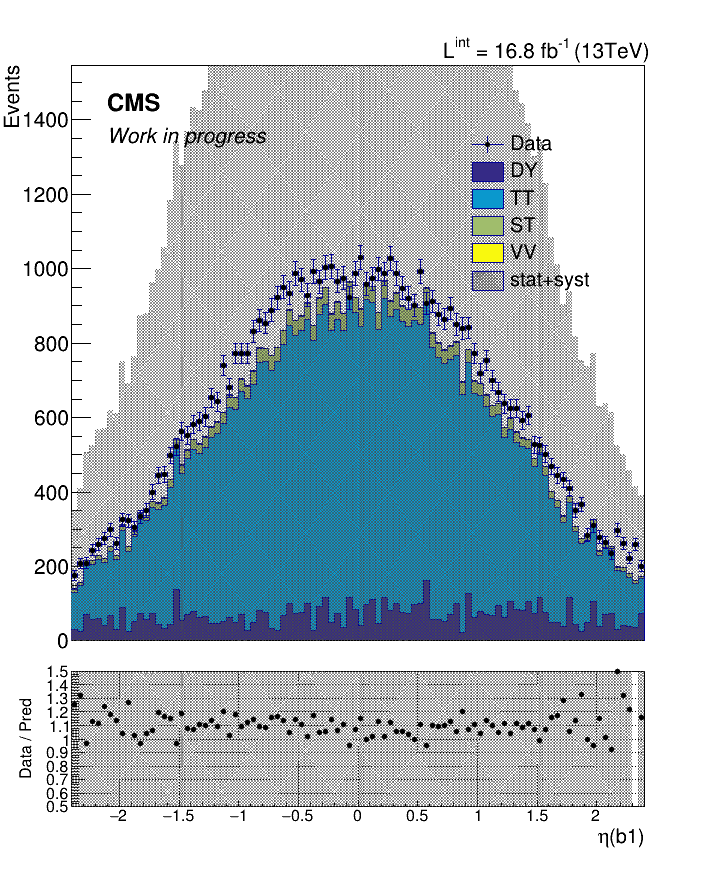 L^int = 16.8 fb^-1 (13TeV)
Events
CMS
Work in progress
Data
DY
TT
ST
VV
stat+syst
1400
1200
1000
800
600
400
200
0
Data / Pred
1.5
1.4
1.3
1.2
1.1
1
0.9
0.8
0.7
0.6
0.5
−2
−1.5
−1
−0.5
0
0.5
1
1.5
2
η(b1)